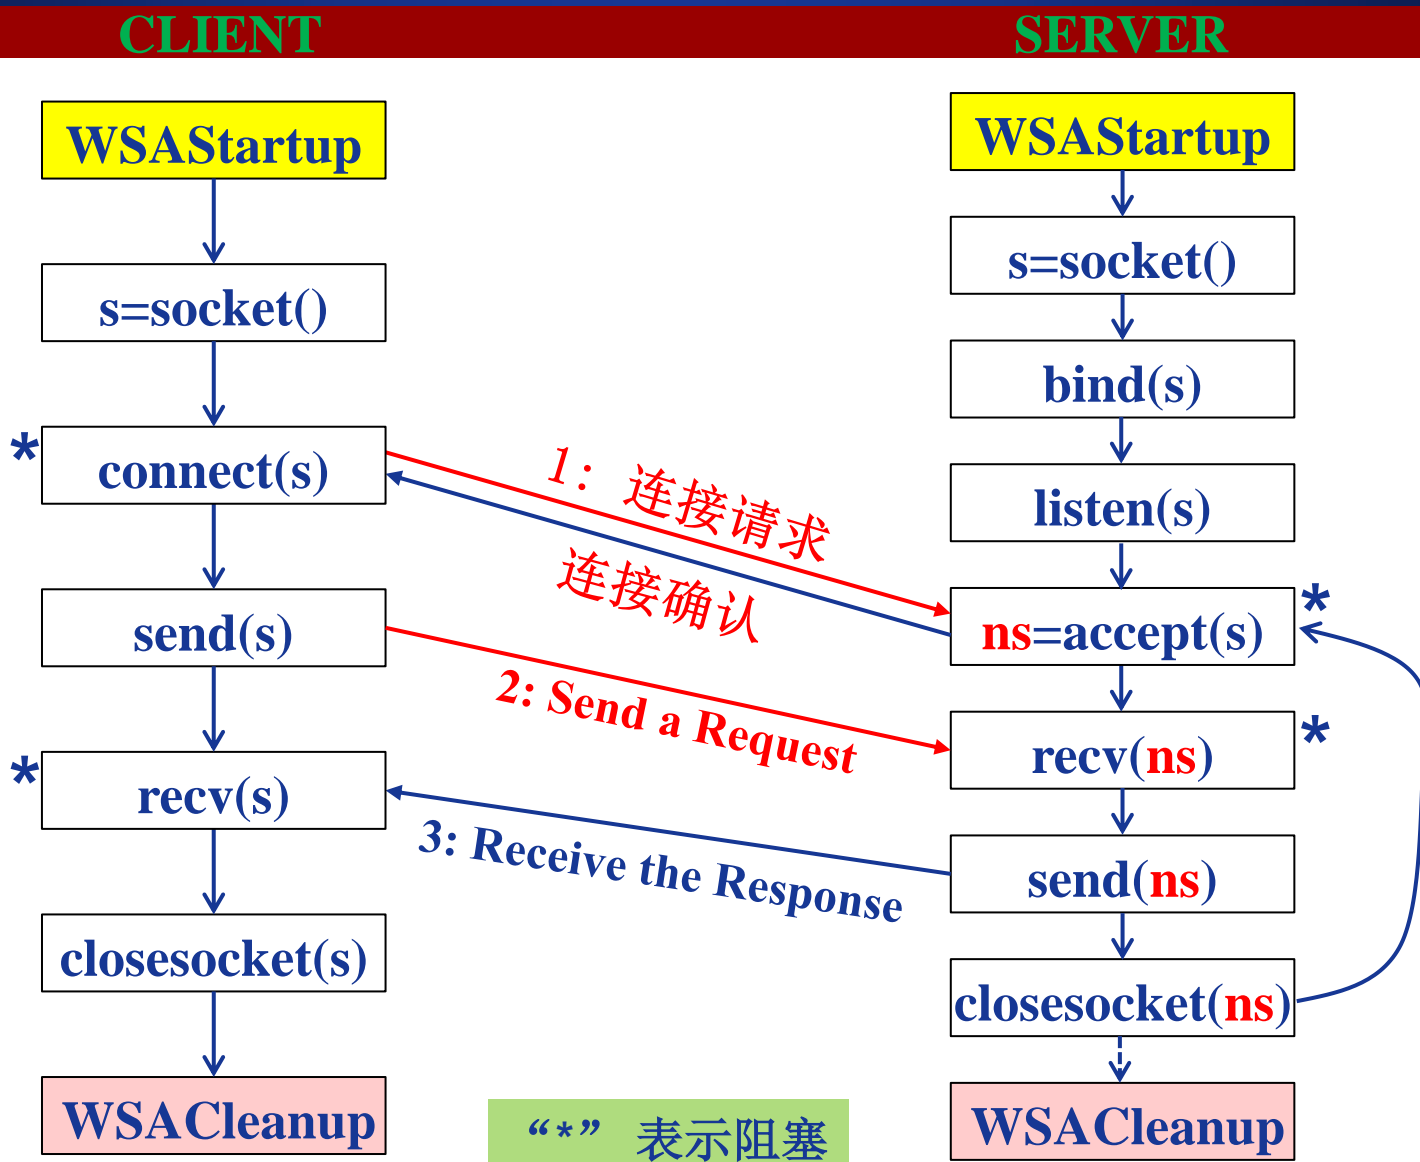 CLIENT
SERVER
WSAStartup
s=socket()
connect(s)
*
send(s)
recv(s)
*
closesocket(s)
WSACleanup
1: 连接请求
连接确认
2: Send a Request
3: Receive the Response
WSAStartup
s=socket()
bind(s)
listen(s)
ns=accept(s)
*
recv(ns)
*
send(ns)
closesocket(ns)
WSACleanup
“*” 表示阻塞